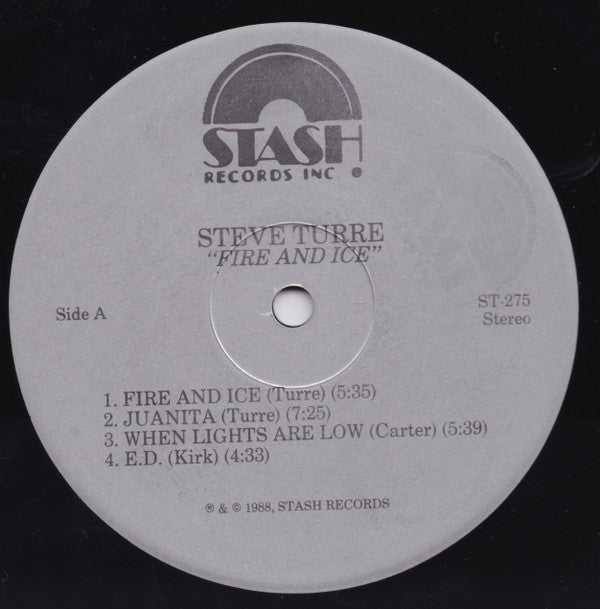 STASH
RECORDS INC ®
STEVE TURRE
"FIRE AND ICE"
Side A
ST-275
Stereo
1. FIRE AND ICE (Turre) (5:35)
2. JUANITA (Turre) (7:25)
3. WHEN LIGHTS ARE LOW (Carter) (5:39)
4. E.D. (Kirk) (4:33)
℗ & © 1988, STASH RECORDS